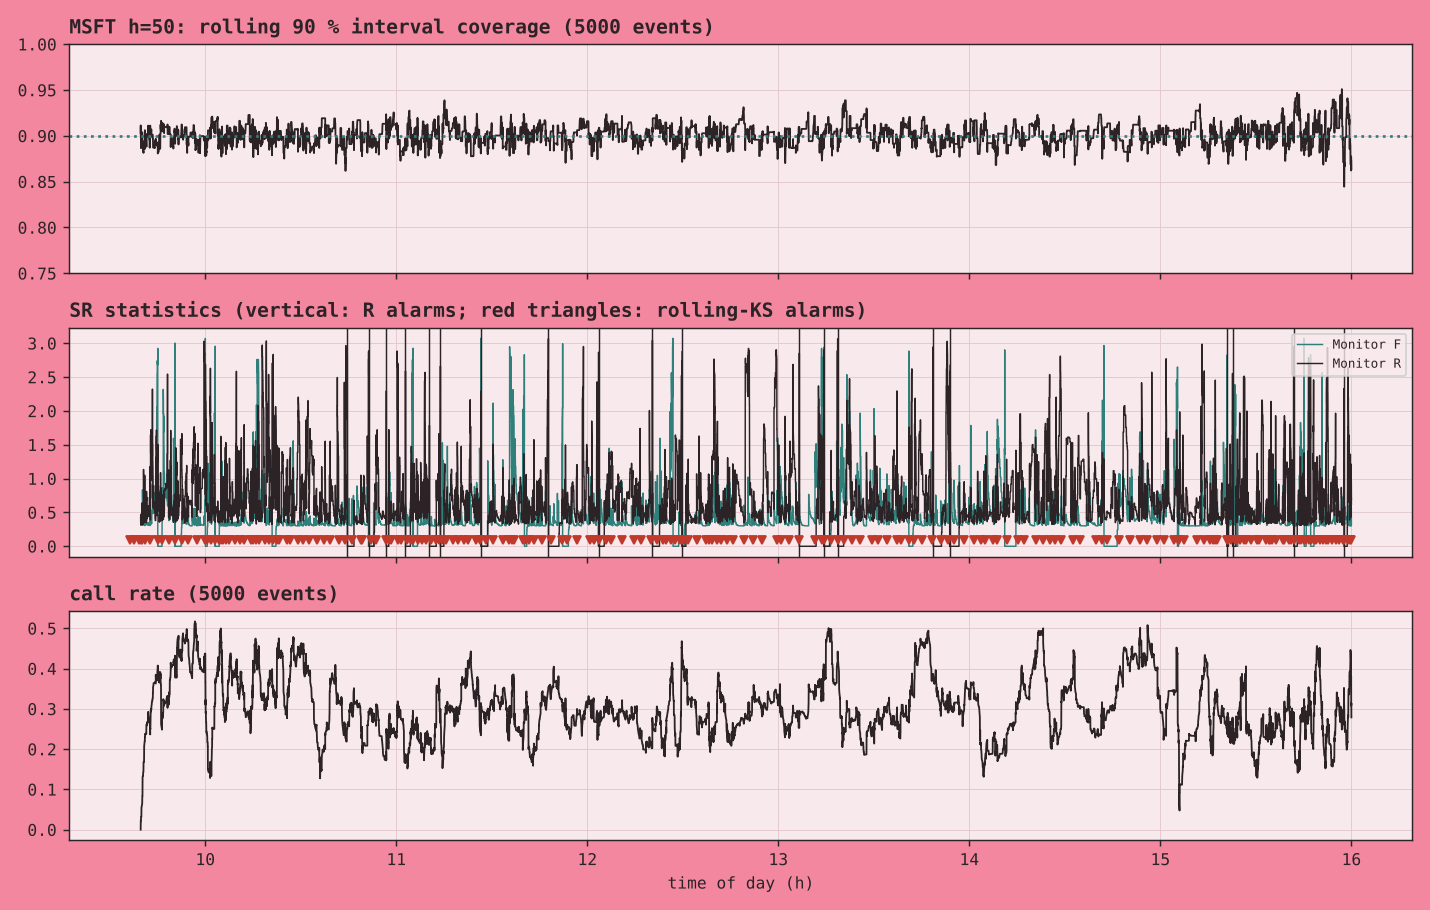 MSFT h=50: rolling 90 % interval coverage (5000 events)
1.00
0.95
0.90
0.85
0.80
0.75
SR statistics (vertical: R alarms; red triangles: rolling-KS alarms)
3.0
2.5
2.0
1.5
1.0
0.5
0.0
Monitor F
Monitor R
call rate (5000 events)
0.5
0.4
0.3
0.2
0.1
0.0
10 11 12 13 14 15 16
time of day (h)